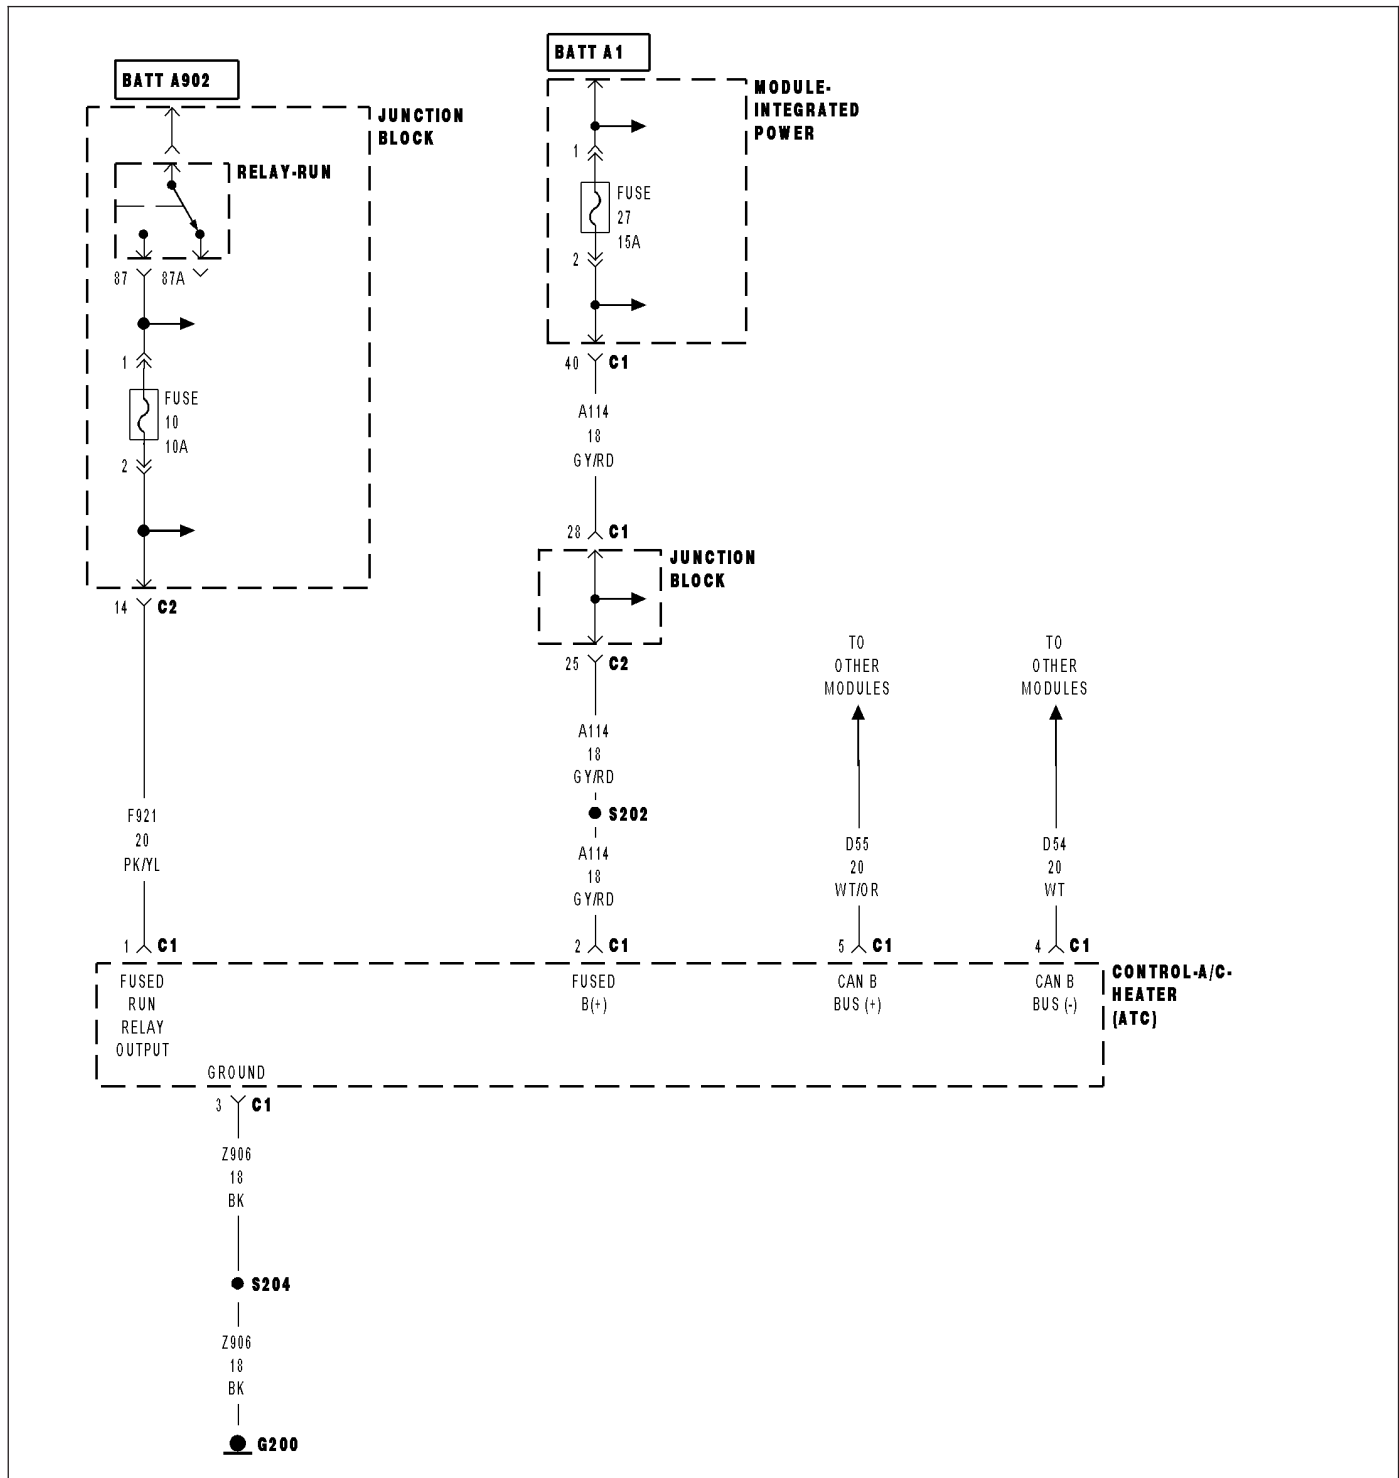 BATT A902
BATT A1
JUNCTION
BLOCK
MODULE-
INTEGRATED
POWER
RELAY-RUN
87
87A
1
FUSE
10
10A
2
14
C2
F921
20
PK/YL
1
C1
1
FUSE
27
15A
2
40
C1
A114
18
GY/RD
28
C1
JUNCTION
BLOCK
25
C2
A114
18
GY/RD
S202
A114
18
GY/RD
2
C1
TO
OTHER
MODULES
D55
20
WT/OR
5
C1
TO
OTHER
MODULES
D54
20
WT
4
C1
FUSED
RUN
RELAY
OUTPUT
FUSED
B(+)
CAN B
BUS (+)
CAN B
BUS (-)
CONTROL-A/C-
HEATER
(ATC)
GROUND
3
C1
Z906
18
BK
S204
Z906
18
BK
G200